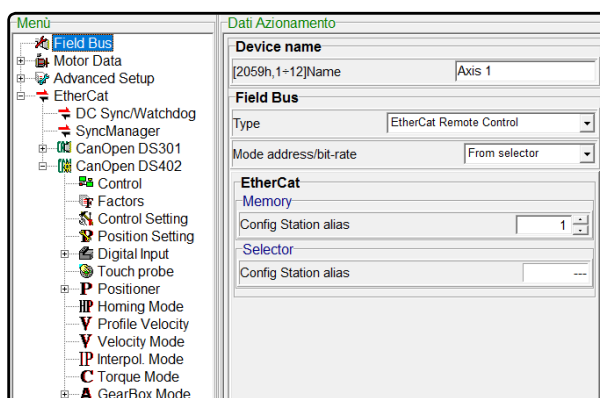 Menù
Field Bus
Motor Data
Advanced Setup
EtherCat
DC Sync/Watchdog
SyncManager
CanOpen DS301
CanOpen DS402
Control
Factors
Control Setting
Position Setting
Digital Input
Touch probe
Positioner
Homing Mode
Profile Velocity
Velocity Mode
Interpol. Mode
Torque Mode
GearBox Mode
Dati Azionamento
Device name
[2059h,1÷12]Name Axis 1
Field Bus
Type EtherCat Remote Control
Mode address/bit-rate From selector
EtherCat
Memory
Config Station alias 1
Selector
Config Station alias ---